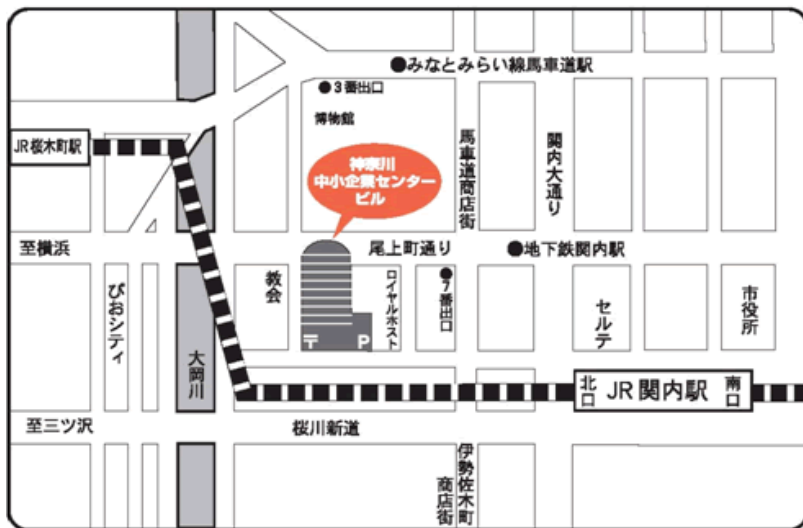 ●みなとみらい線馬車道駅
●3番出口
博物館
JR桜木町駅
神奈川
中小企業センター
ビル
馬車道商店街
関内大通り
至横浜
尾上町通り
●地下鉄関内駅
ぴおシティ
大岡川
教会
ロイヤルホスト
●7番出口
セルテ
市役所
〒
P
北口
JR関内駅
南口
至三ツ沢
桜川新道
伊勢佐木町
商店街